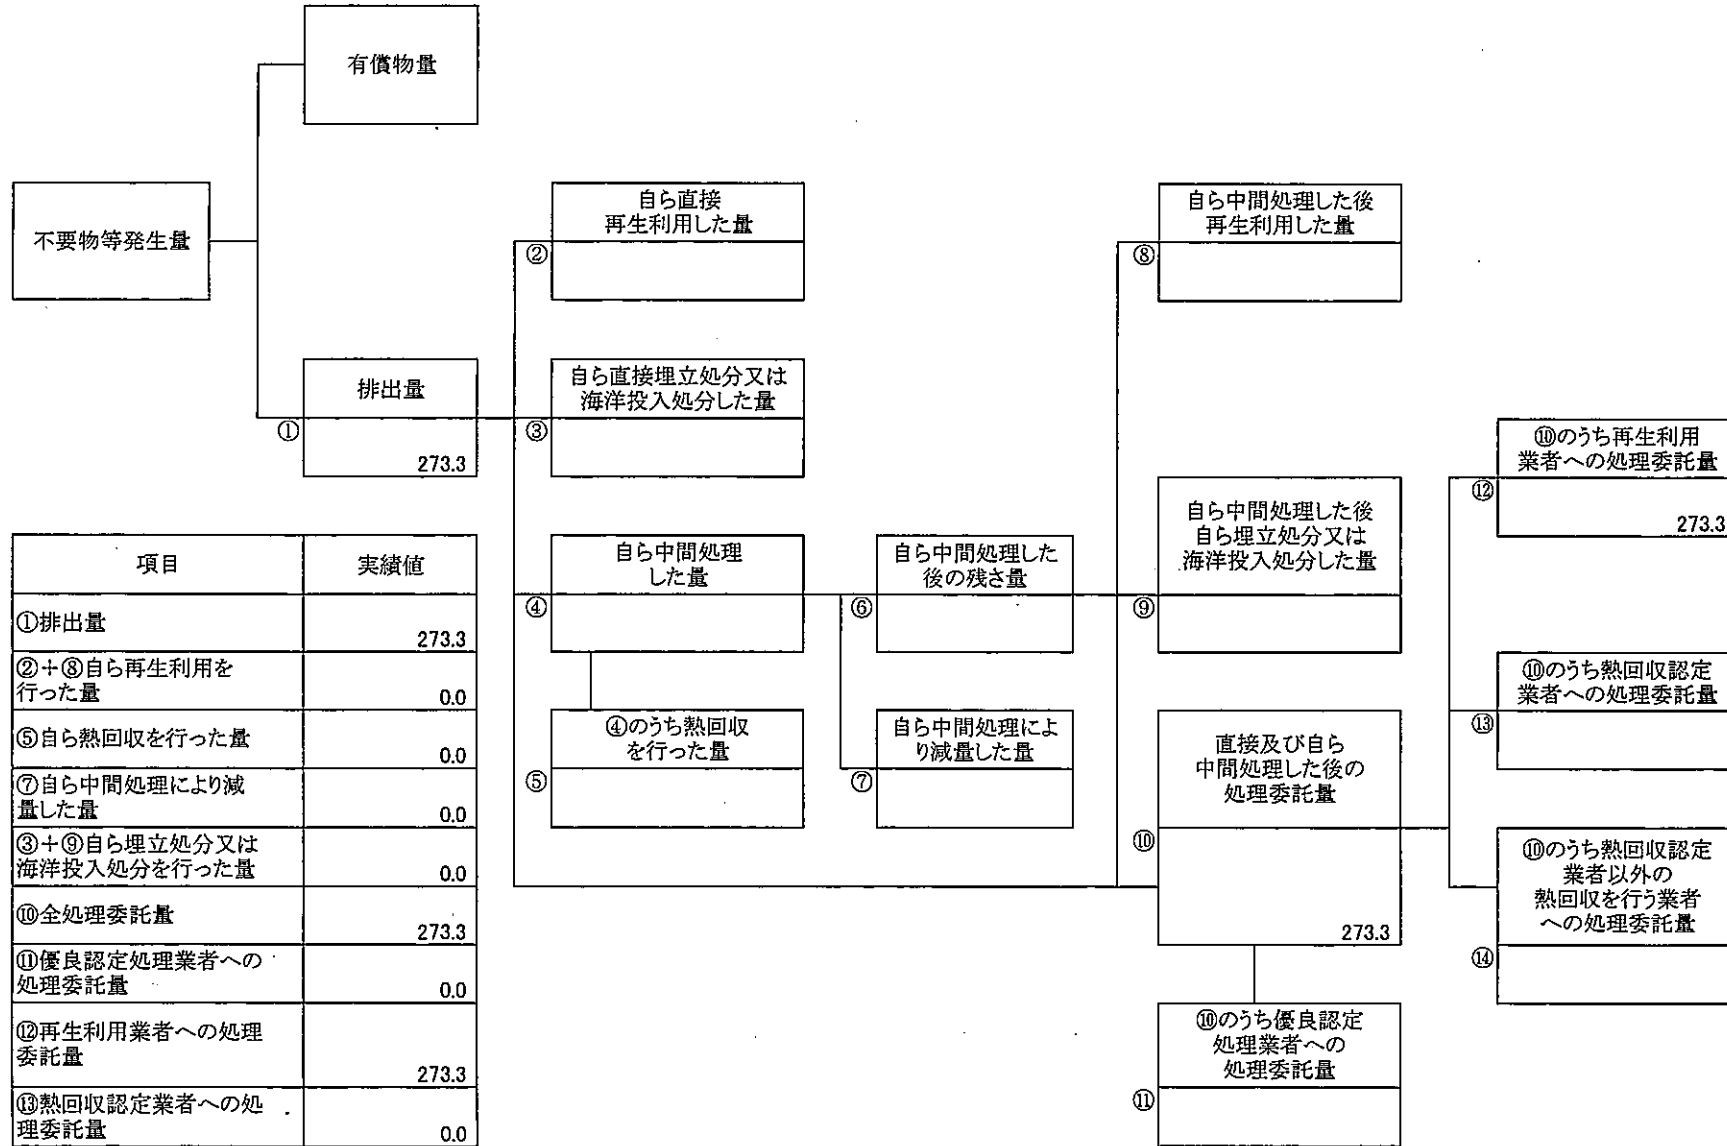 有償物量
不要物等発生量
自ら直接
再生利用した量
②
自ら中間処理した後
再生利用した量
⑧
排出量
①
273.3
自ら直接埋立処分又は
海洋投入処分した量
③
⑩のうち再生利用
業者への処理委託量
⑫
273.3
自ら中間処理
した量
④
自ら中間処理した
後の残さ量
⑥
自ら中間処理した後
自ら埋立処分又は
海洋投入処分した量
⑨
⑩のうち熱回収認定
業者への処理委託量
⑬
④のうち熱回収
を行った量
⑤
自ら中間処理によ
り減量した量
⑦
直接及び自ら
中間処理した後の
処理委託量
⑩
273.3
⑩のうち熱回収認定
業者以外の
熱回収を行う業者
への処理委託量
⑭
⑩のうち優良認定
処理業者への
処理委託量
⑪
項目 実績値
①排出量 273.3
②+⑧自ら再生利用を
行った量 0.0
⑤自ら熱回収を行った量 0.0
⑦自ら中間処理により減
量した量 0.0
③+⑨自ら埋立処分又は
海洋投入処分を行った量 0.0
⑩全処理委託量 273.3
⑪優良認定処理業者への
処理委託量 0.0
⑫再生利用業者への処理
委託量 273.3
⑬熱回収認定業者への処
理委託量 0.0